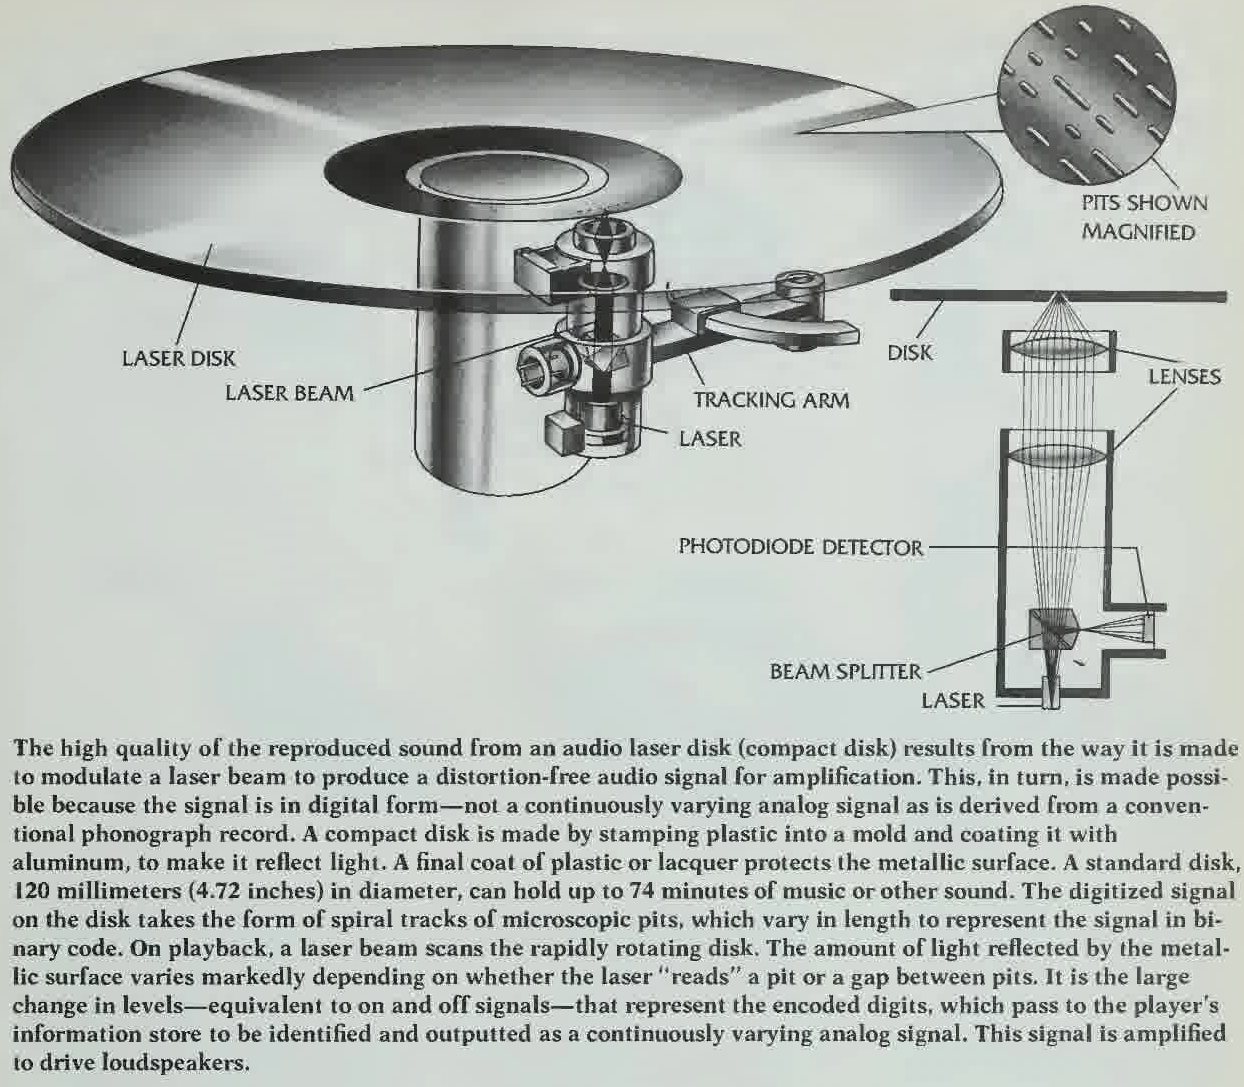 PITS SHOWN
MAGNIFIED
LASER DISK
DISK
LENSES
LASER BEAM
TRACKING ARM
LASER
PHOTODIODE DETECTOR
BEAM SPLITTER
LASER
The high quality of the reproduced sound from an audio laser disk (compact disk) results from the way it is made
to modulate a laser beam to produce a distortion-free audio signal for amplification. This, in turn, is made possi-
ble because the signal is in digital form—not a continuously varying analog signal as is derived from a conven-
tional phonograph record. A compact disk is made by stamping plastic into a mold and coating it with
aluminum, to make it reflect light. A final coat of plastic or lacquer protects the metallic surface. A standard disk,
120 millimeters (4.72 inches) in diameter, can hold up to 74 minutes of music or other sound. The digitized signal
on the disk takes the form of spiral tracks of microscopic pits, which vary in length to represent the signal in bi-
nary code. On playback, a laser beam scans the rapidly rotating disk. The amount of light reflected by the metal-
lic surface varies markedly depending on whether the laser "reads" a pit or a gap between pits. It is the large
change in levels—equivalent to on and off signals—that represent the encoded digits, which pass to the player's
information store to be identified and outputted as a continuously varying analog signal. This signal is amplified
to drive loudspeakers.